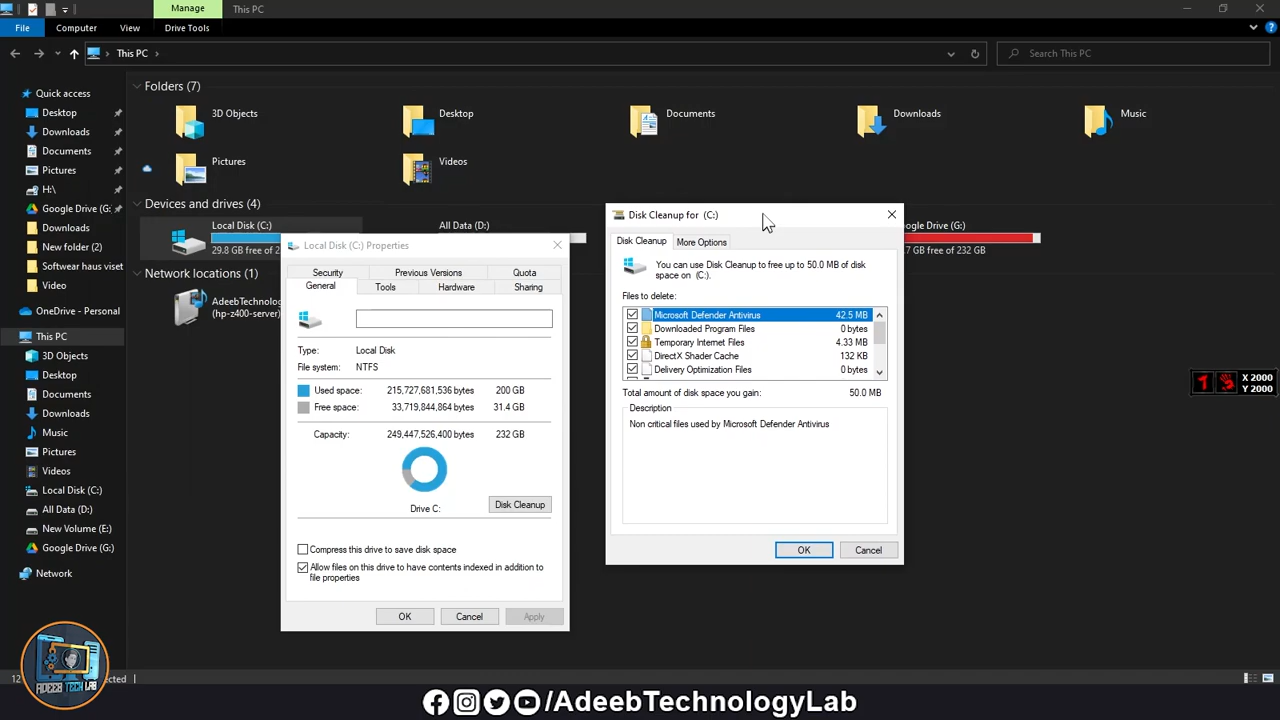 Manage
This PC
File
Computer
View
Drive Tools
This PC
Search This PC
Quick access
Desktop
Downloads
Documents
Pictures
H:\
Google Drive (G:
Downloads
New folder (2)
Softwear haus viset
Video
OneDrive - Personal
This PC
3D Objects
Desktop
Documents
Downloads
Music
Pictures
Videos
Local Disk (C:)
All Data (D:)
New Volume (E:)
Google Drive (G:)
Network
Folders (7)
3D Objects
Desktop
Documents
Downloads
Music
Pictures
Videos
Devices and drives (4)
Local Disk (C:)
29.8 GB free of 2
All Data (D:)
ogle Drive (G:)
.7 GB free of 232 GB
Network locations (1)
AdeebTechnolog
(hp-z400-server)
Local Disk (C:) Properties
Security
Previous Versions
Quota
General
Tools
Hardware
Sharing
Type: Local Disk
File system: NTFS
Used space: 215,727,681,536 bytes 200 GB
Free space: 33,719,844,864 bytes 31.4 GB
Capacity: 249,447,526,400 bytes 232 GB
Drive C:
Disk Cleanup
Compress this drive to save disk space
Allow files on this drive to have contents indexed in addition to
file properties
OK
Cancel
Apply
Disk Cleanup for (C:)
Disk Cleanup
More Options
You can use Disk Cleanup to free up to 50.0 MB of disk
space on (C:).
Files to delete:
Microsoft Defender Antivirus 42.5 MB
Downloaded Program Files 0 bytes
Temporary Internet Files 4.33 MB
DirectX Shader Cache 132 KB
Delivery Optimization Files 0 bytes
Total amount of disk space you gain: 50.0 MB
Description
Non critical files used by Microsoft Defender Antivirus
OK
Cancel
X 2000
Y 2000
12
ected
ADEEB TECH LAB
/AdeebTechnologyLab